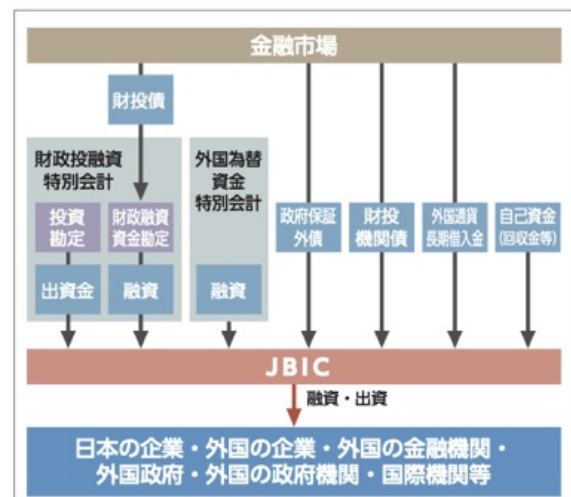 金融市場
財投債
財政投融資
特別会計
外国為替
資金
特別会計
投資
勘定
財政融資
資金勘定
政府保証
外債
財投
機関債
外国通貨
長期借入金
自己資金
(回収金等)
出資金
融資
融資
JBIC
融資・出資
日本の企業・外国の企業・外国の金融機関・
外国政府・外国の政府機関・国際機関等